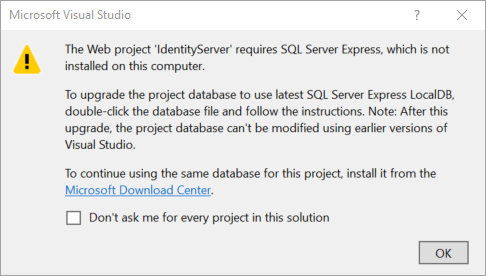 Microsoft Visual Studio
The Web project 'IdentityServer' requires SQL Server Express, which is not
installed on this computer.
To upgrade the project database to use latest SQL Server Express LocalDB,
double-click the database file and follow the instructions. Note: After this
upgrade, the project database can't be modified using earlier versions of
Visual Studio.
To continue using the same database for this project, install it from the
Microsoft Download Center.
Don't ask me for every project in this solution
OK